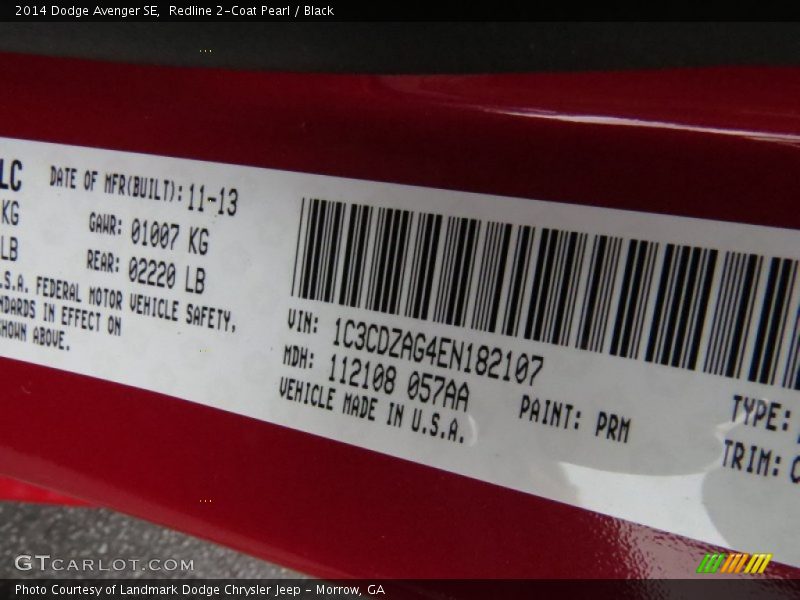 2014 Dodge Avenger SE,  Redline 2-Coat Pearl / Black
LC
DATE OF MFR(BUILT): 11-13
KG
GAWR: 01007 KG
LB
REAR: 02220 LB
.S.A. FEDERAL MOTOR VEHICLE SAFETY,
NDARDS IN EFFECT ON
HOWN ABOVE.
VIN: 1C3CDZAG4EN182107
MDH: 112108 057AA
VEHICLE MADE IN U.S.A.
PAINT: PRM
TYPE:
TRIM:
GTCARLOT.COM
Photo Courtesy of Landmark Dodge Chrysler Jeep - Morrow, GA